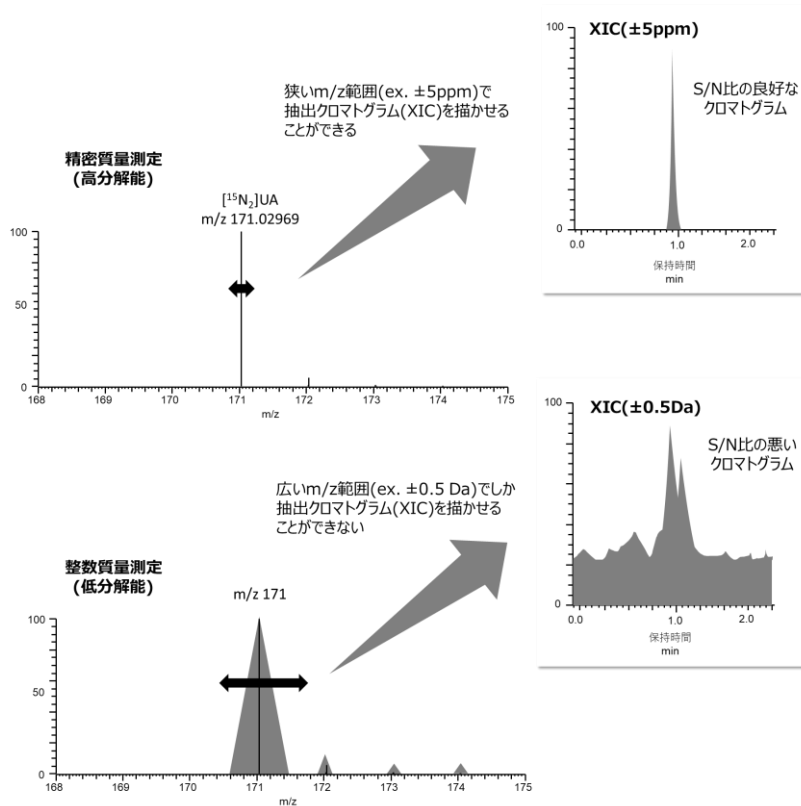 XIC(±5ppm)
100
0
0.0
1.0
2.0
保持時間
min
S/N比の良好な
クロマトグラム
狭いm/z範囲(ex. ±5ppm)で
抽出クロマトグラム(XIC)を描かせる
ことができる
精密質量測定
(高分解能)
[¹⁵N₂]UA
m/z 171.02969
100
50
0
168
169
170
171
172
173
174
175
m/z
XIC(±0.5Da)
100
0
0.0
1.0
2.0
保持時間
min
S/N比の悪い
クロマトグラム
広いm/z範囲(ex. ±0.5 Da)でしか
抽出クロマトグラム(XIC)を描かせる
ことができない
整数質量測定
(低分解能)
m/z 171
100
50
0
168
169
170
171
172
173
174
175
m/z